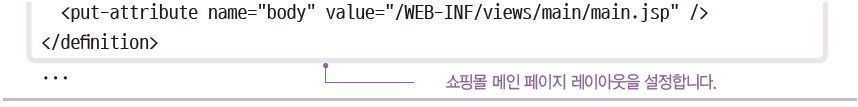 <put-attribute name="body" value="/WEB-INF/views/main/main.jsp" />
</definition>
...
쇼핑몰 메인 페이지 레이아웃을 설정합니다.